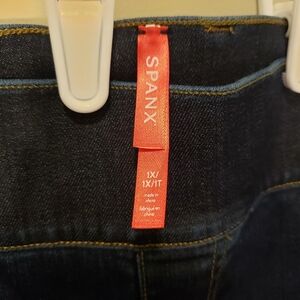 SPANX
1X/
1X/1T
made in
china
fabriqué en
chine